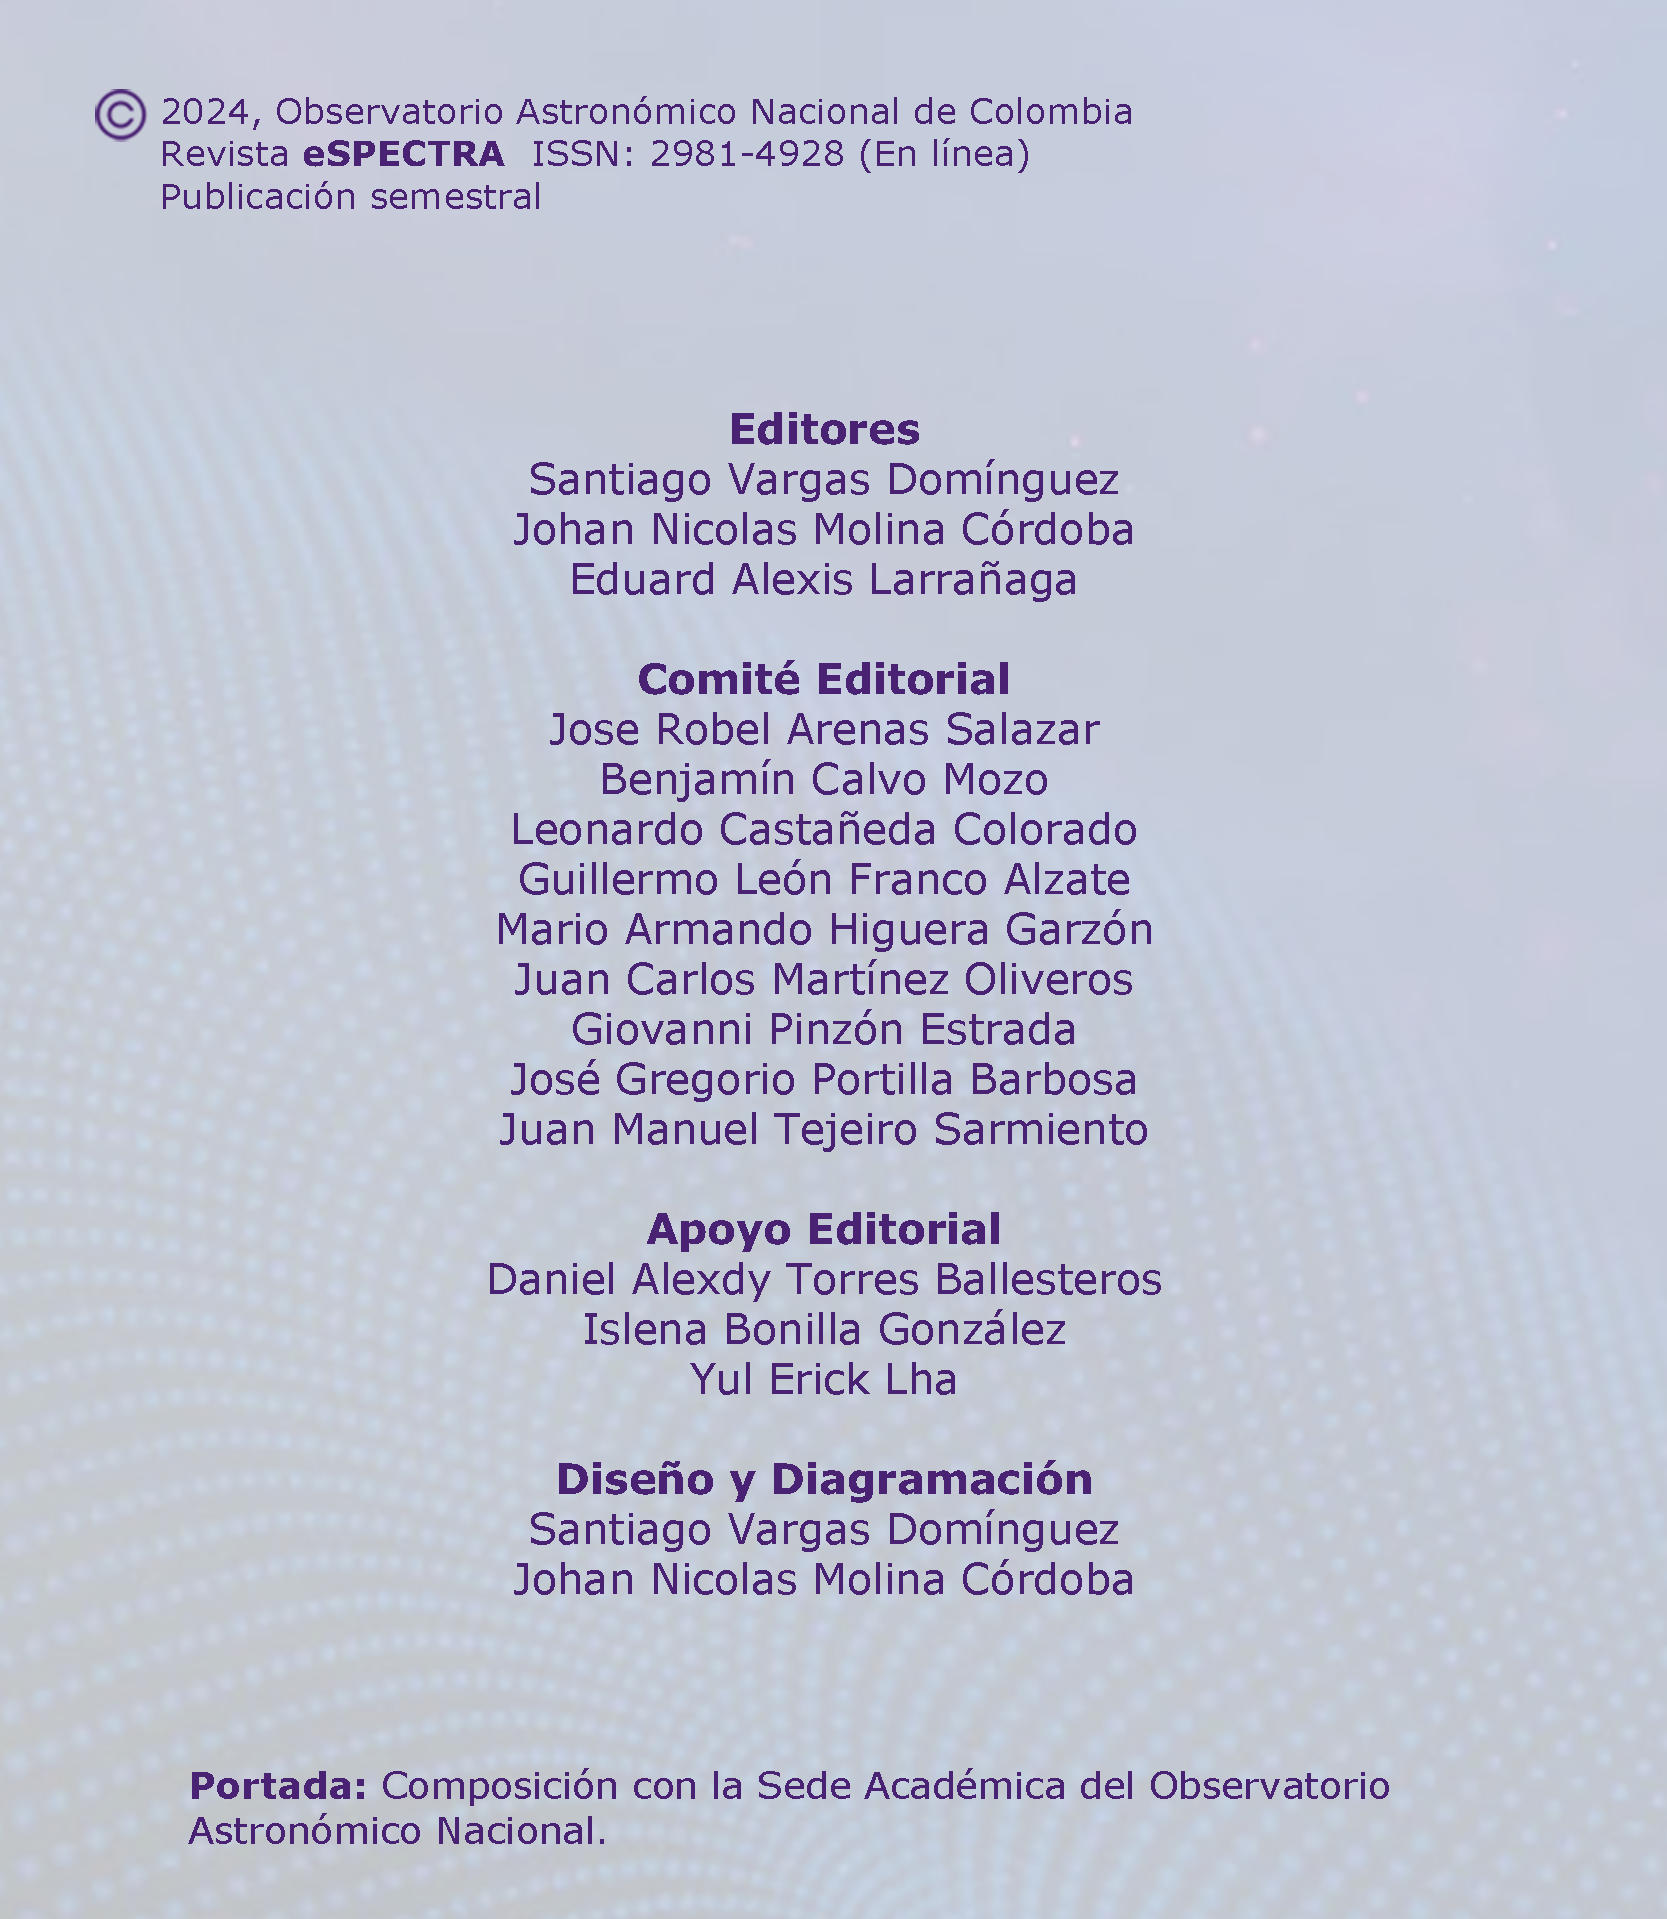 © 2024, Observatorio Astronómico Nacional de Colombia
Revista eSPECTRA ISSN: 2981-4928 (En línea)
Publicación semestral
Editores
Santiago Vargas Domínguez
Johan Nicolas Molina Córdoba
Eduard Alexis Larrañaga
Comité Editorial
Jose Robel Arenas Salazar
Benjamín Calvo Mozo
Leonardo Castañeda Colorado
Guillermo León Franco Alzate
Mario Armando Higuera Garzón
Juan Carlos Martínez Oliveros
Giovanni Pinzón Estrada
José Gregorio Portilla Barbosa
Juan Manuel Tejeiro Sarmiento
Apoyo Editorial
Daniel Alexdy Torres Ballesteros
Islena Bonilla González
Yul Erick Lha
Diseño y Diagramación
Santiago Vargas Domínguez
Johan Nicolas Molina Córdoba
Portada: Composición con la Sede Académica del Observatorio
Astronómico Nacional.